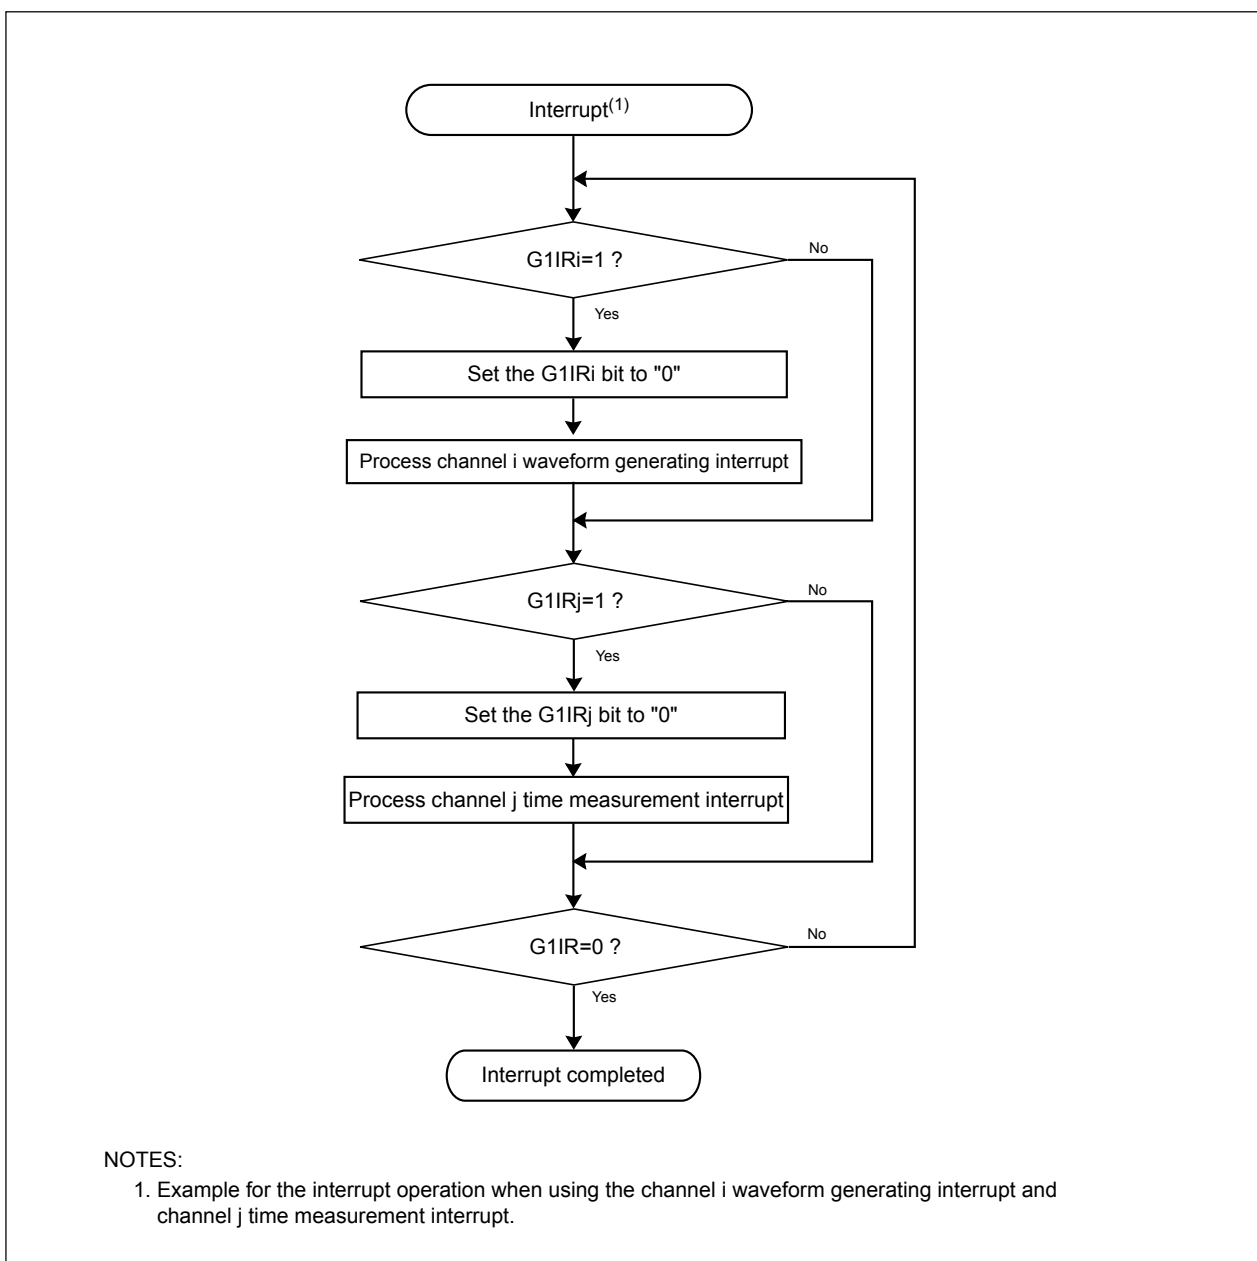 Interrupt(1)
G1IRi=1 ?
No
Yes
Set the G1IRi bit to "0"
Process channel i waveform generating interrupt
G1IRj=1 ?
No
Yes
Set the G1IRj bit to "0"
Process channel j time measurement interrupt
G1IR=0 ?
No
Yes
Interrupt completed
NOTES:
1. Example for the interrupt operation when using the channel i waveform generating interrupt and
channel j time measurement interrupt.